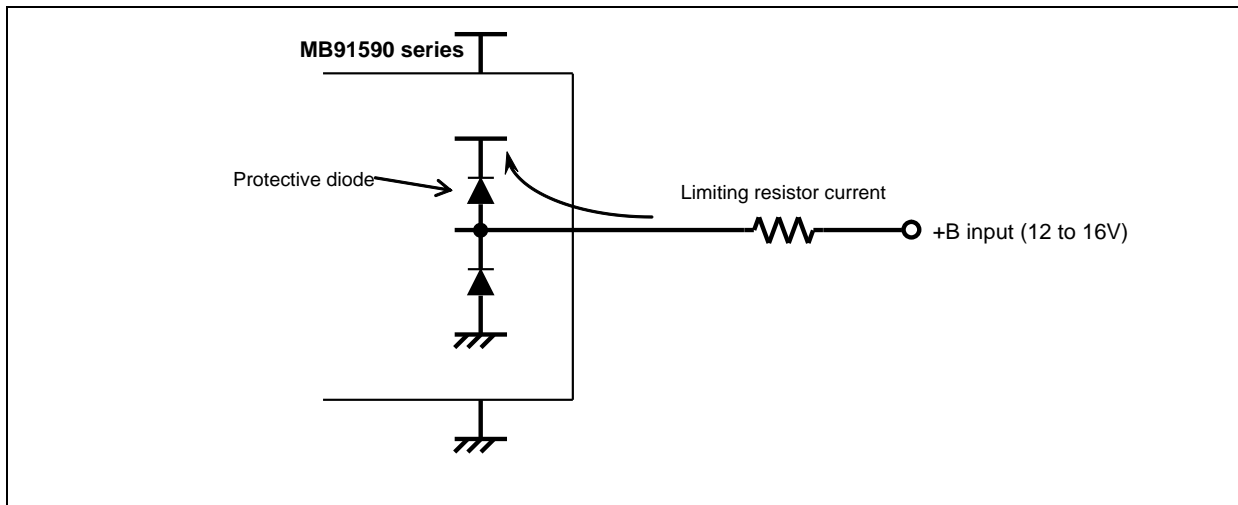 MB91590 series
Protective diode
Limiting resistor current
+B input (12 to 16V)